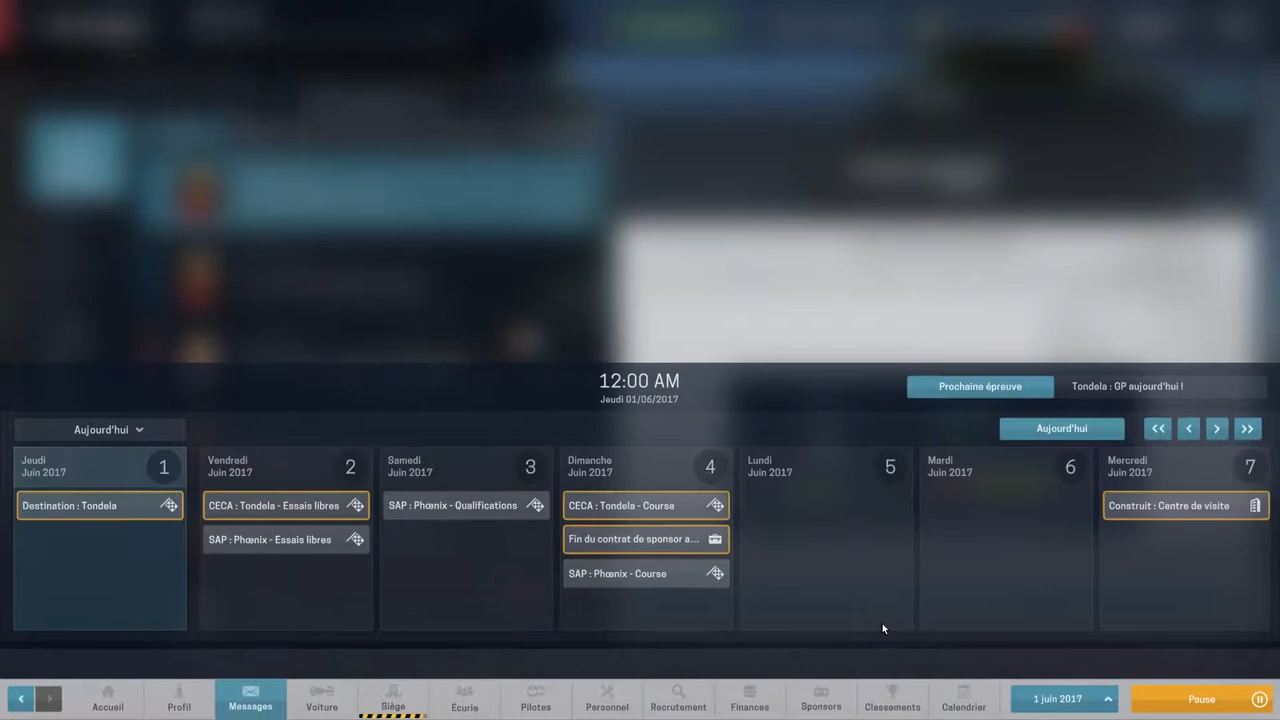 12:00 AM
Jeudi 01/06/2017
Prochaine épreuve
Tondela : GP aujourd'hui !
Aujourd'hui
Aujourd'hui
Jeudi
Juin 2017
1
Vendredi
Juin 2017
2
Samedi
Juin 2017
3
Dimanche
Juin 2017
4
Lundi
Juin 2017
5
Mardi
Juin 2017
6
Mercredi
Juin 2017
7
Destination : Tondela
CECA : Tondela - Essais libres
SAP : Phœnix - Qualifications
CECA : Tondela - Course
Construit : Centre de visite
SAP : Phœnix - Essais libres
Fin du contrat de sponsor a...
SAP : Phœnix - Course
Accueil
Profil
Messages
Voiture
Siège
Écurie
Pilotes
Personnel
Recrutement
Finances
Sponsors
Classements
Calendrier
1 juin 2017
Pause